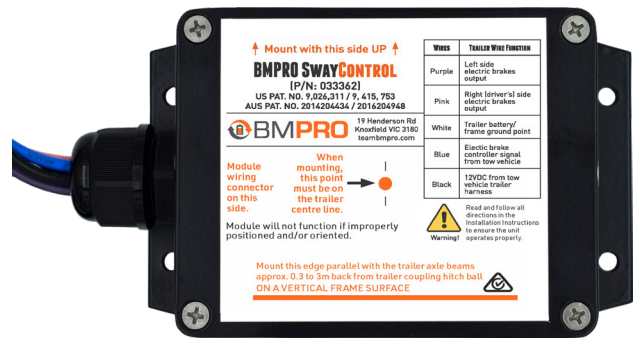 Mount with this side UP
BMPRO SWAYCONTROL
(P/N: 033362)
US PAT. NO. 9,026,311 / 9, 415, 753
AUS PAT. NO. 2014204434 / 2016204948
BMPRO
19 Henderson Rd
Knoxfield VIC 3180
teambmpro.com
Module
wiring
connector
on this
side.
When
mounting,
this point
must be on
the trailer
centre line.
Module will not function if improperly
positioned and/or oriented.
WIRES TRAILER WIRE FUNCTION
Purple Left side
electric brakes
output
Pink Right (driver's) side
electric brakes
output
White Trailer battery/
frame ground point
Blue Electic brake
controller signal
from tow vehicle
Black 12VDC from tow
vehicle trailer
harness
Warning!
Read and follow all
directions in the
Installation Instructions
to ensure the unit
operates properly.
Mount this edge parallel with the trailer axle beams
approx. 0.3 to 3m back from trailer coupling hitch ball
ON A VERTICAL FRAME SURFACE